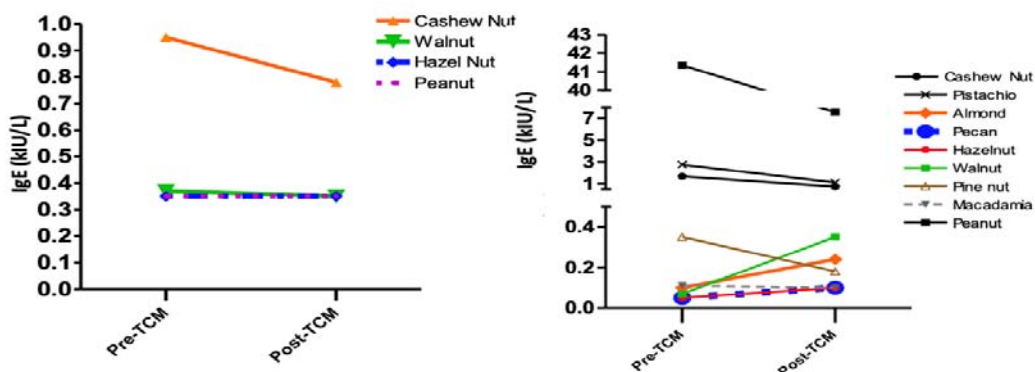 IgE (kIU/L)
1.0
0.9
0.8
0.7
0.6
0.5
0.4
0.3
0.2
0.1
0.0
Pre-TCM
Post-TCM
Cashew Nut
Walnut
Hazel Nut
Peanut
IgE (kIU/L)
43
42
41
40
7
5
3
1
0.4
0.2
0.0
Pre-TCM
Post-TCM
Cashew Nut
Pistachio
Almond
Pecan
Hazelnut
Walnut
Pine nut
Macadamia
Peanut